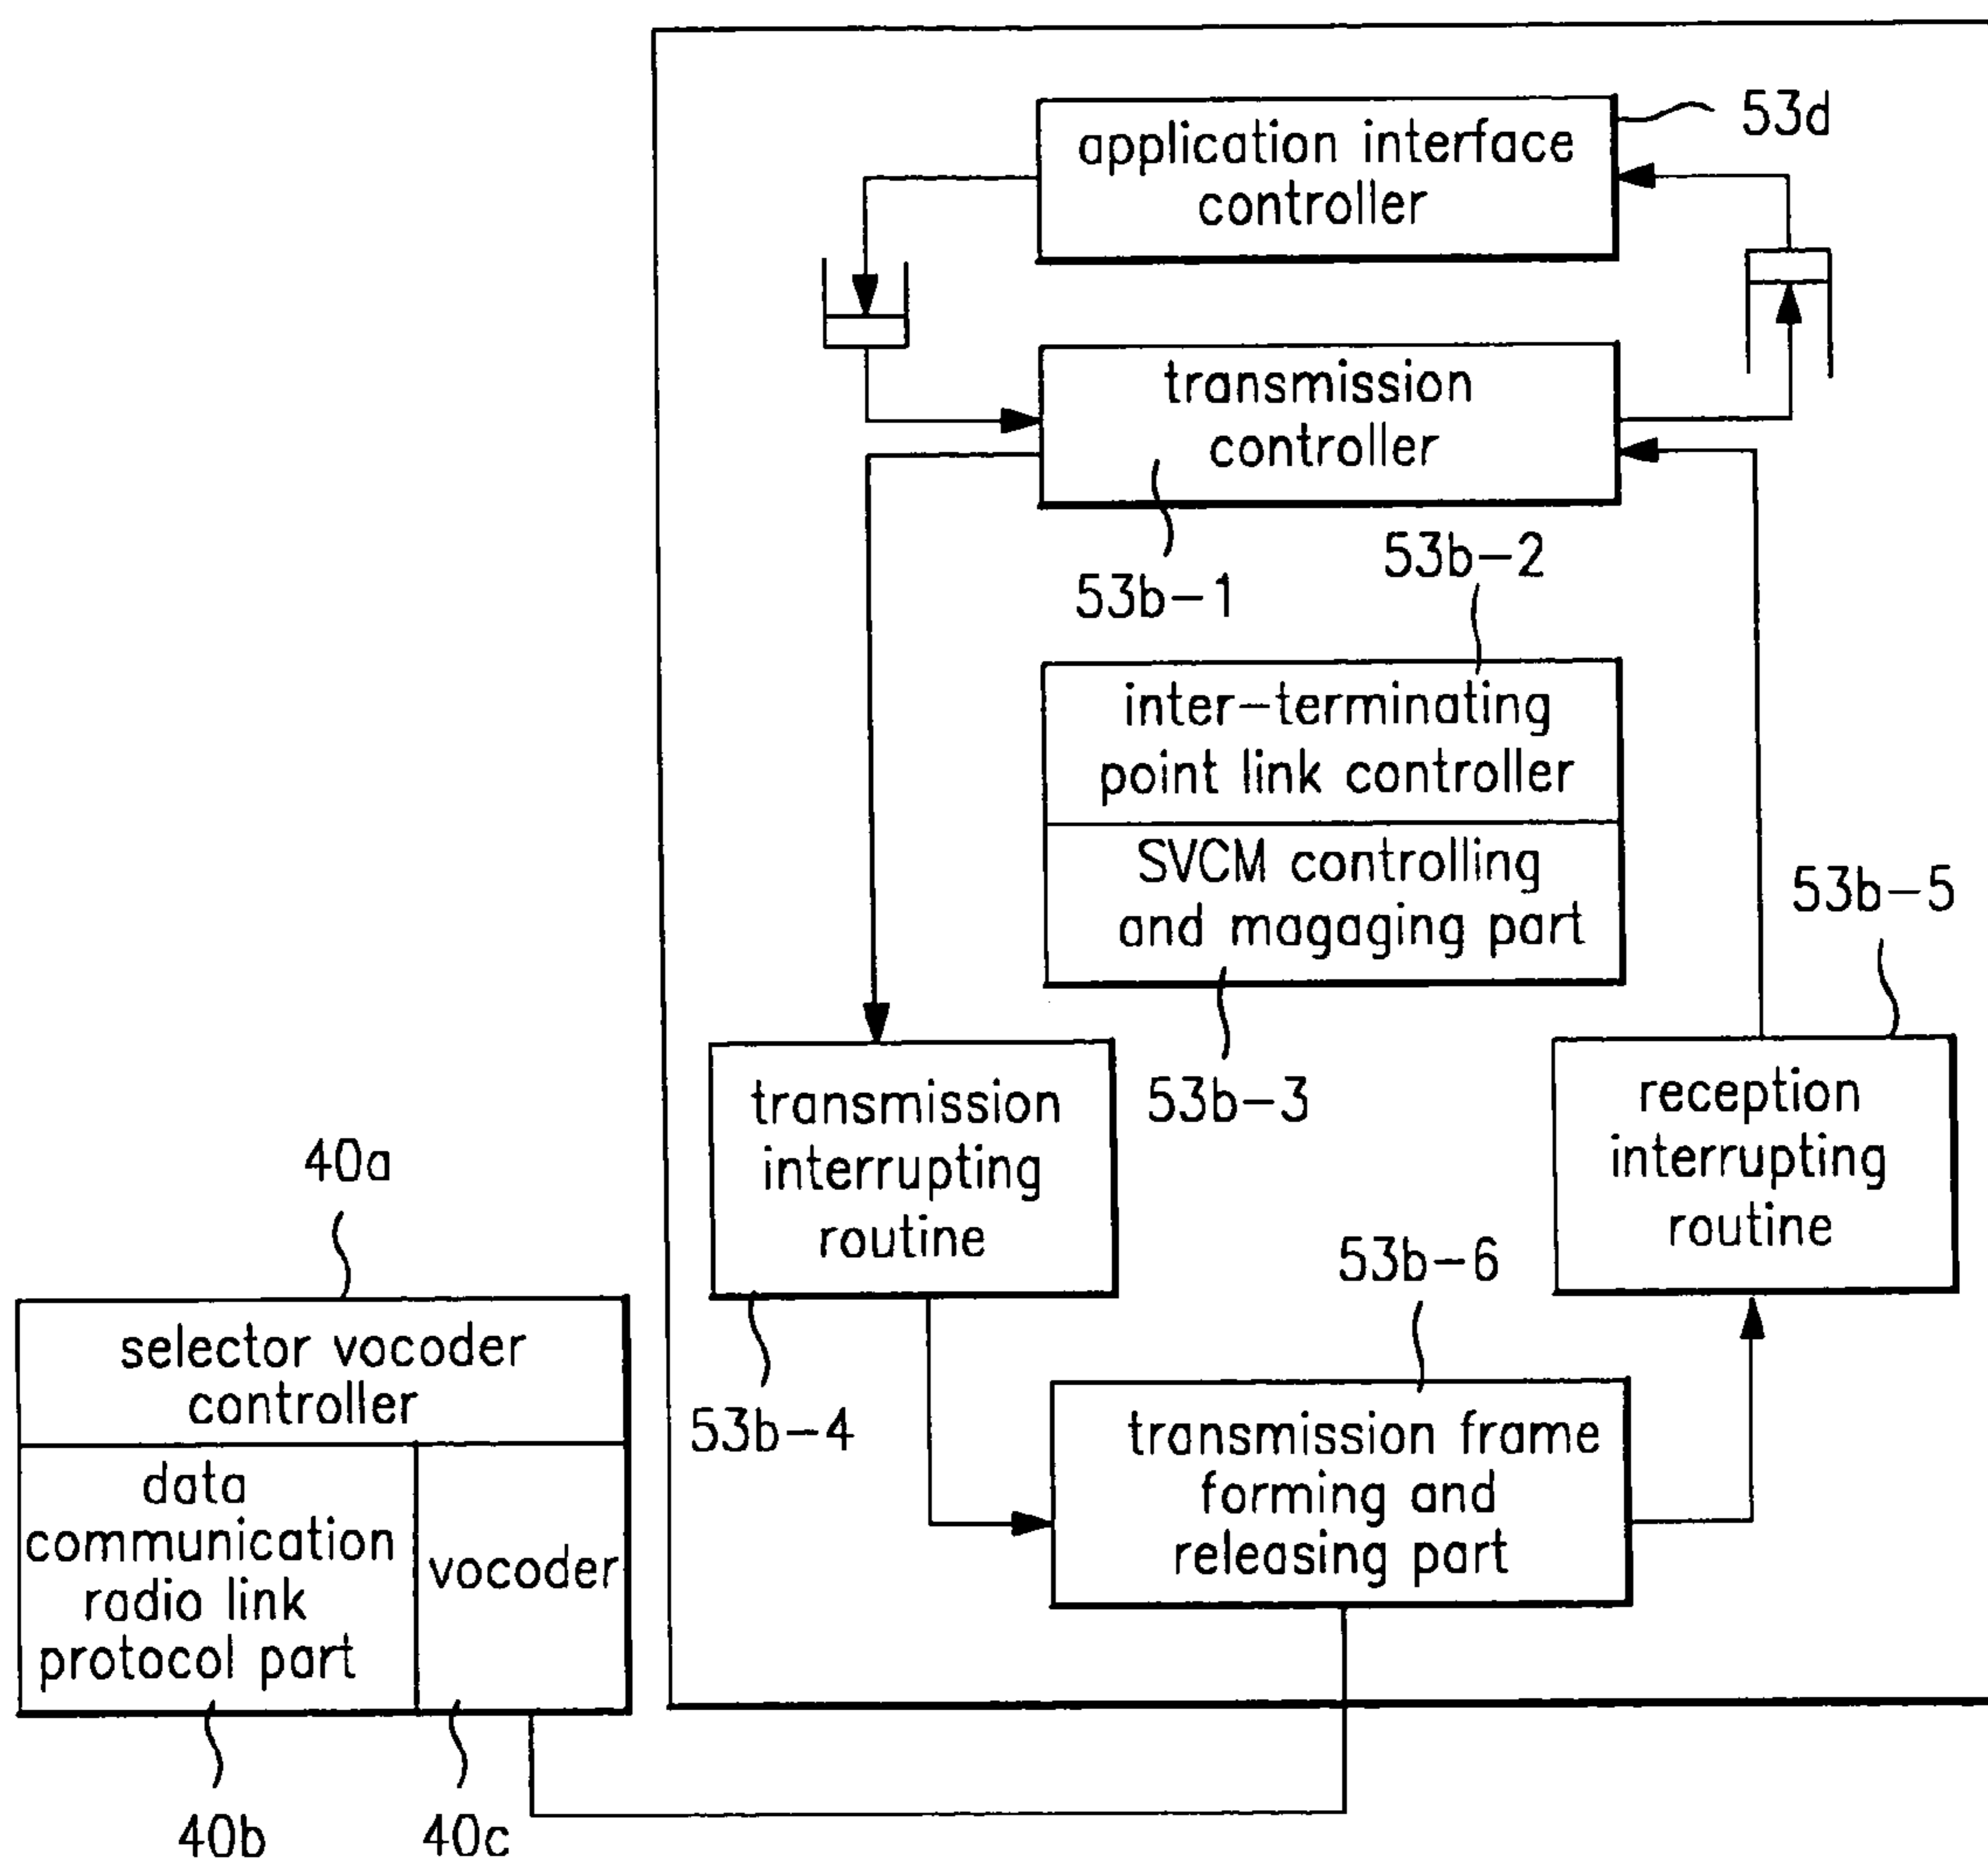 application interface
controller
53d
transmission
controller
53b-1
53b-2
inter-terminating
point link controller
SVCM controlling
and magaging part
53b-3
53b-5
transmission
interrupting
routine
53b-4
reception
interrupting
routine
53b-6
transmission frame
forming and
releasing part
40a
selector vocoder
controller
data
communication
radio link
protocol part
vocoder
40b
40c